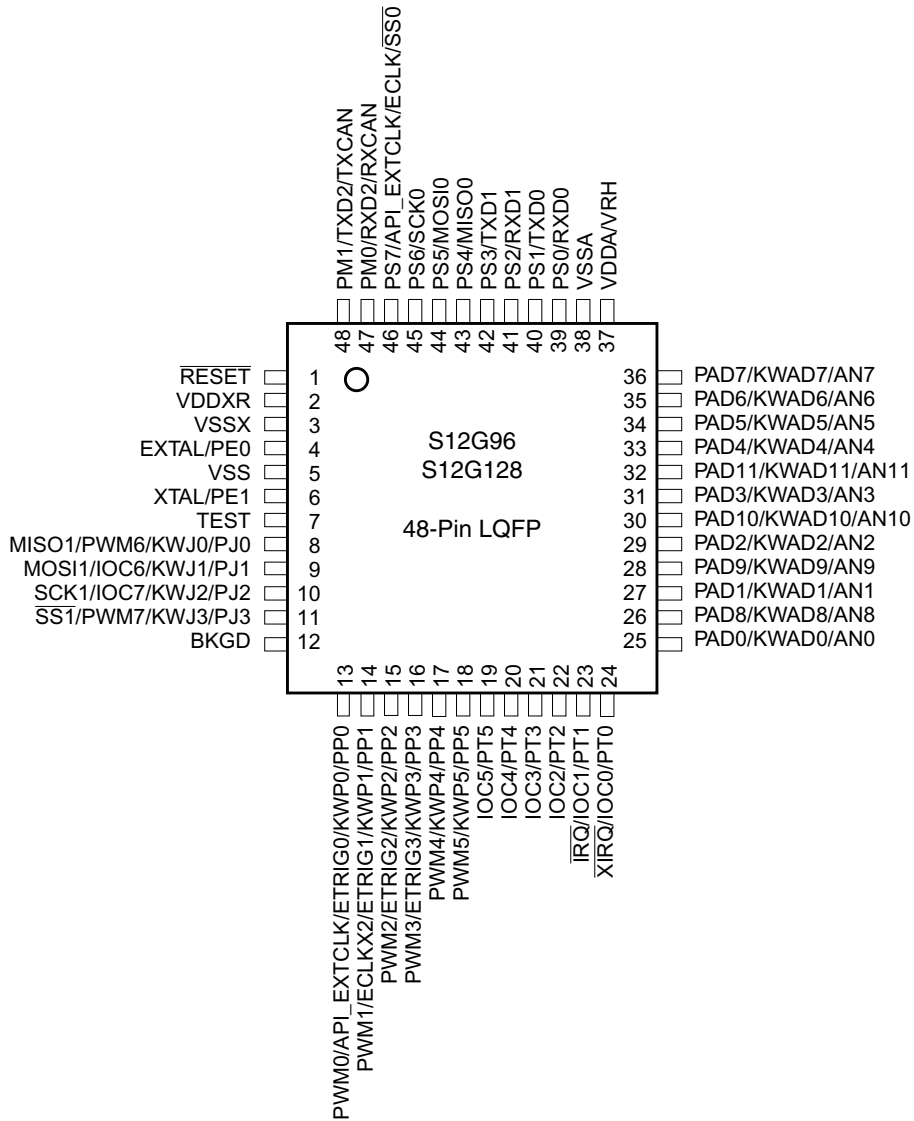 PM1/TXD2/TXCAN
PM0/RXD2/RXCAN
PS7/API_EXTCLK/ECLK/SS0
PS6/SCK0
PS5/MOSI0
PS4/MISO0
PS3/TXD1
PS2/RXD1
PS1/TXD0
PS0/RXD0
VSSA
VDDA/VRH
48
47
46
45
44
43
42
41
40
39
38
37
RESET 1
VDDXR 2
VSSX 3
EXTAL/PE0 4
VSS 5
XTAL/PE1 6
TEST 7
MISO1/PWM6/KWJ0/PJ0 8
MOSI1/IOC6/KWJ1/PJ1 9
SCK1/IOC7/KWJ2/PJ2 10
SS1/PWM7/KWJ3/PJ3 11
BKGD 12
S12G96
S12G128
48-Pin LQFP
36 PAD7/KWAD7/AN7
35 PAD6/KWAD6/AN6
34 PAD5/KWAD5/AN5
33 PAD4/KWAD4/AN4
32 PAD11/KWAD11/AN11
31 PAD3/KWAD3/AN3
30 PAD10/KWAD10/AN10
29 PAD2/KWAD2/AN2
28 PAD9/KWAD9/AN9
27 PAD1/KWAD1/AN1
26 PAD8/KWAD8/AN8
25 PAD0/KWAD0/AN0
13
14
15
16
17
18
19
20
21
22
23
24
PWM0/API_EXTCLK/ETRIG0/KWP0/PP0
PWM1/ECLKX2/ETRIG1/KWP1/PP1
PWM2/ETRIG2/KWP2/PP2
PWM3/ETRIG3/KWP3/PP3
PWM4/KWP4/PP4
PWM5/KWP5/PP5
IOC5/PT5
IOC4/PT4
IOC3/PT3
IOC2/PT2
IRQ/IOC1/PT1
XIRQ/IOC0/PT0